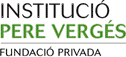 INSTITUCIÓ
PERE VERGÉS
FUNDACIÓ PRIVADA